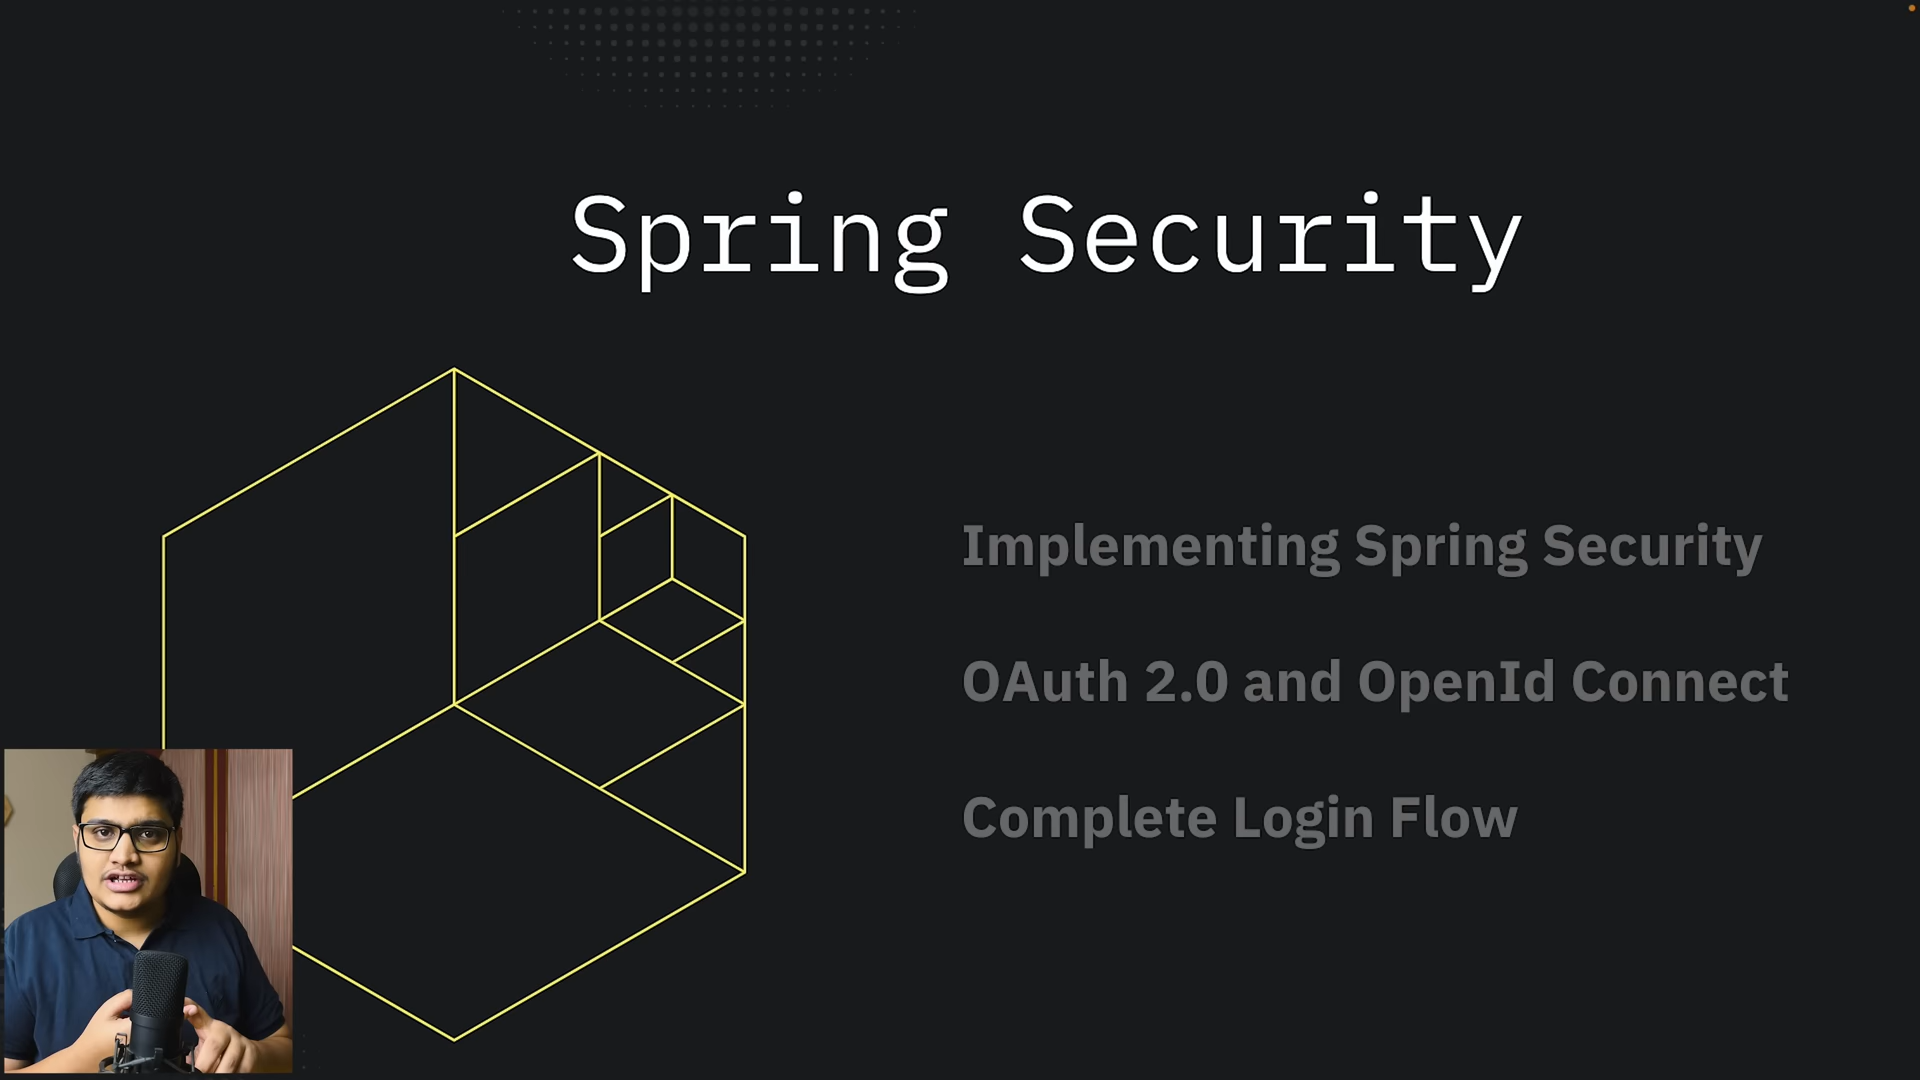 Spring Security
Implementing Spring Security
OAuth 2.0 and OpenId Connect
Complete Login Flow